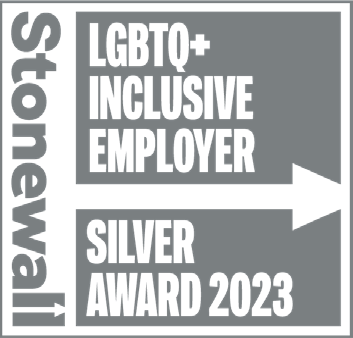 Stonewall
LGBTQ+
INCLUSIVE
EMPLOYER
SILVER
AWARD 2023